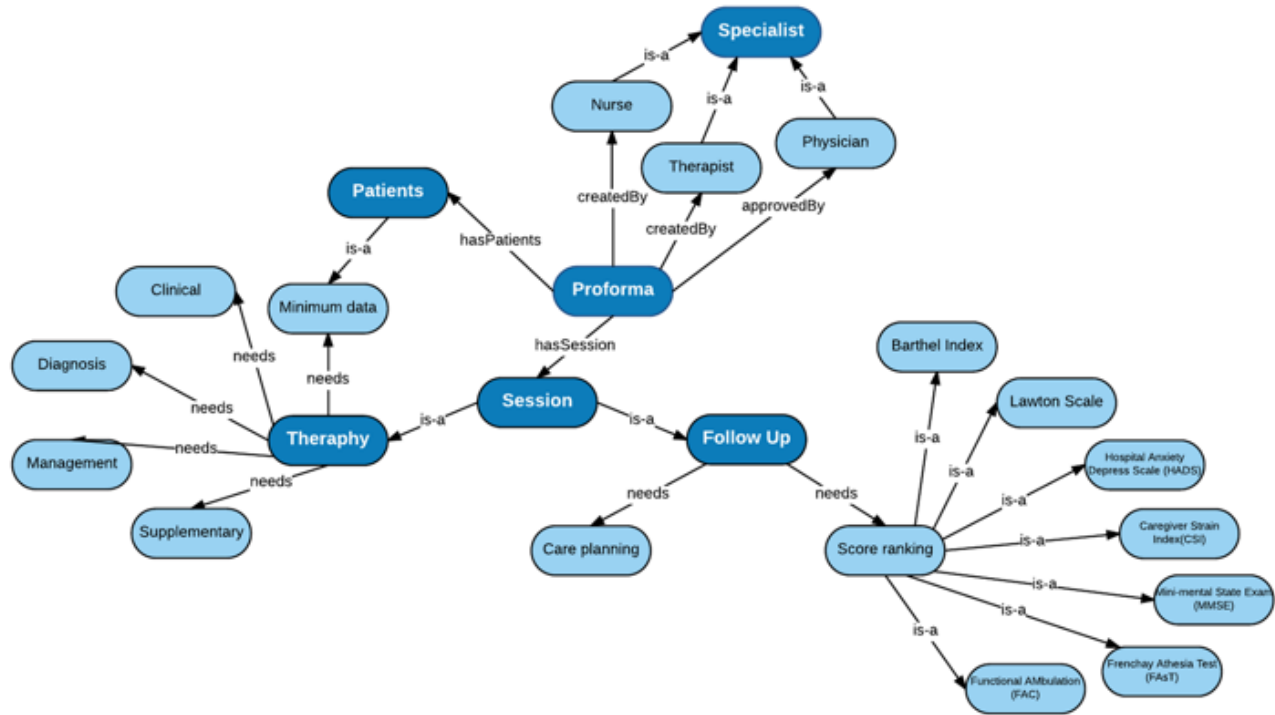 Specialist
is-a
Nurse
is-a
is-a
Physician
Therapist
Patients
createdBy
approvedBy
createdBy
hasPatients
is-a
Clinical
Proforma
Minimum data
hasSession
Barthel Index
needs
Diagnosis
needs
Session
Lawton Scale
needs
is-a
is-a
Theraphy
Follow Up
is-a
needs
Management
Hospital Anxiety
Depress Scale (HADS)
is-a
needs
needs
needs
is-a
Supplementary
Care planning
Score ranking
is-a
Caregiver Strain
Index(CSI)
is-a
Mini-mental State Exam
(MMSE)
is-a
is-a
Frenchay Athesia Test
(FAsT)
Functional AMbulation
(FAC)